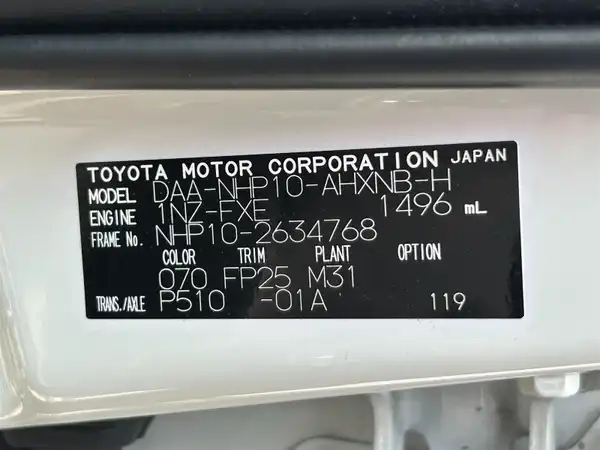 TOYOTA MOTOR CORPORATION JAPAN
MODEL DAA-NHP10-AHXNB-H
ENGINE 1NZ-FXE 1496 mL
FRAME No. NHP10-2634768
COLOR TRIM PLANT OPTION
070 FP25 M31
TRANS./AXLE P510 -01A 119